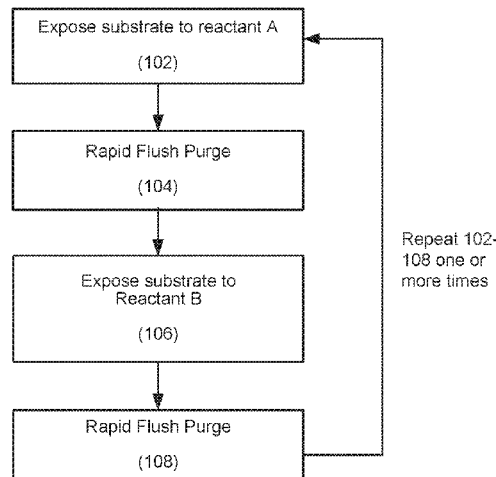 Expose substrate to reactant A
(102)
Rapid Flush Purge
(104)
Expose substrate to
Reactant B
(106)
Rapid Flush Purge
(108)
Repeat 102-
108 one or
more times